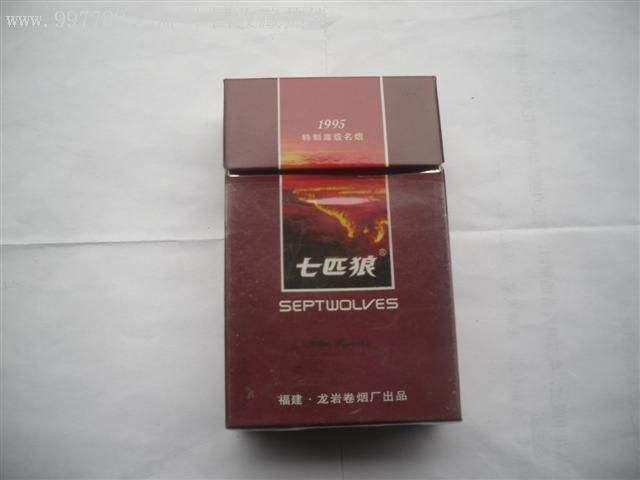 1995
特制高级名烟
七匹狼®
SEPTWOLVES
福建·龙岩卷烟厂出品